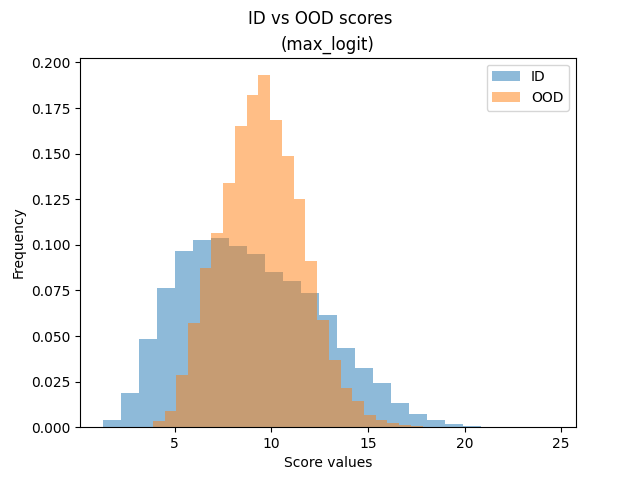 ID vs OOD scores
(max_logit)
ID
OOD
0.200
0.175
0.150
0.125
0.100
0.075
0.050
0.025
0.000
Frequency
5
10
15
20
25
Score values